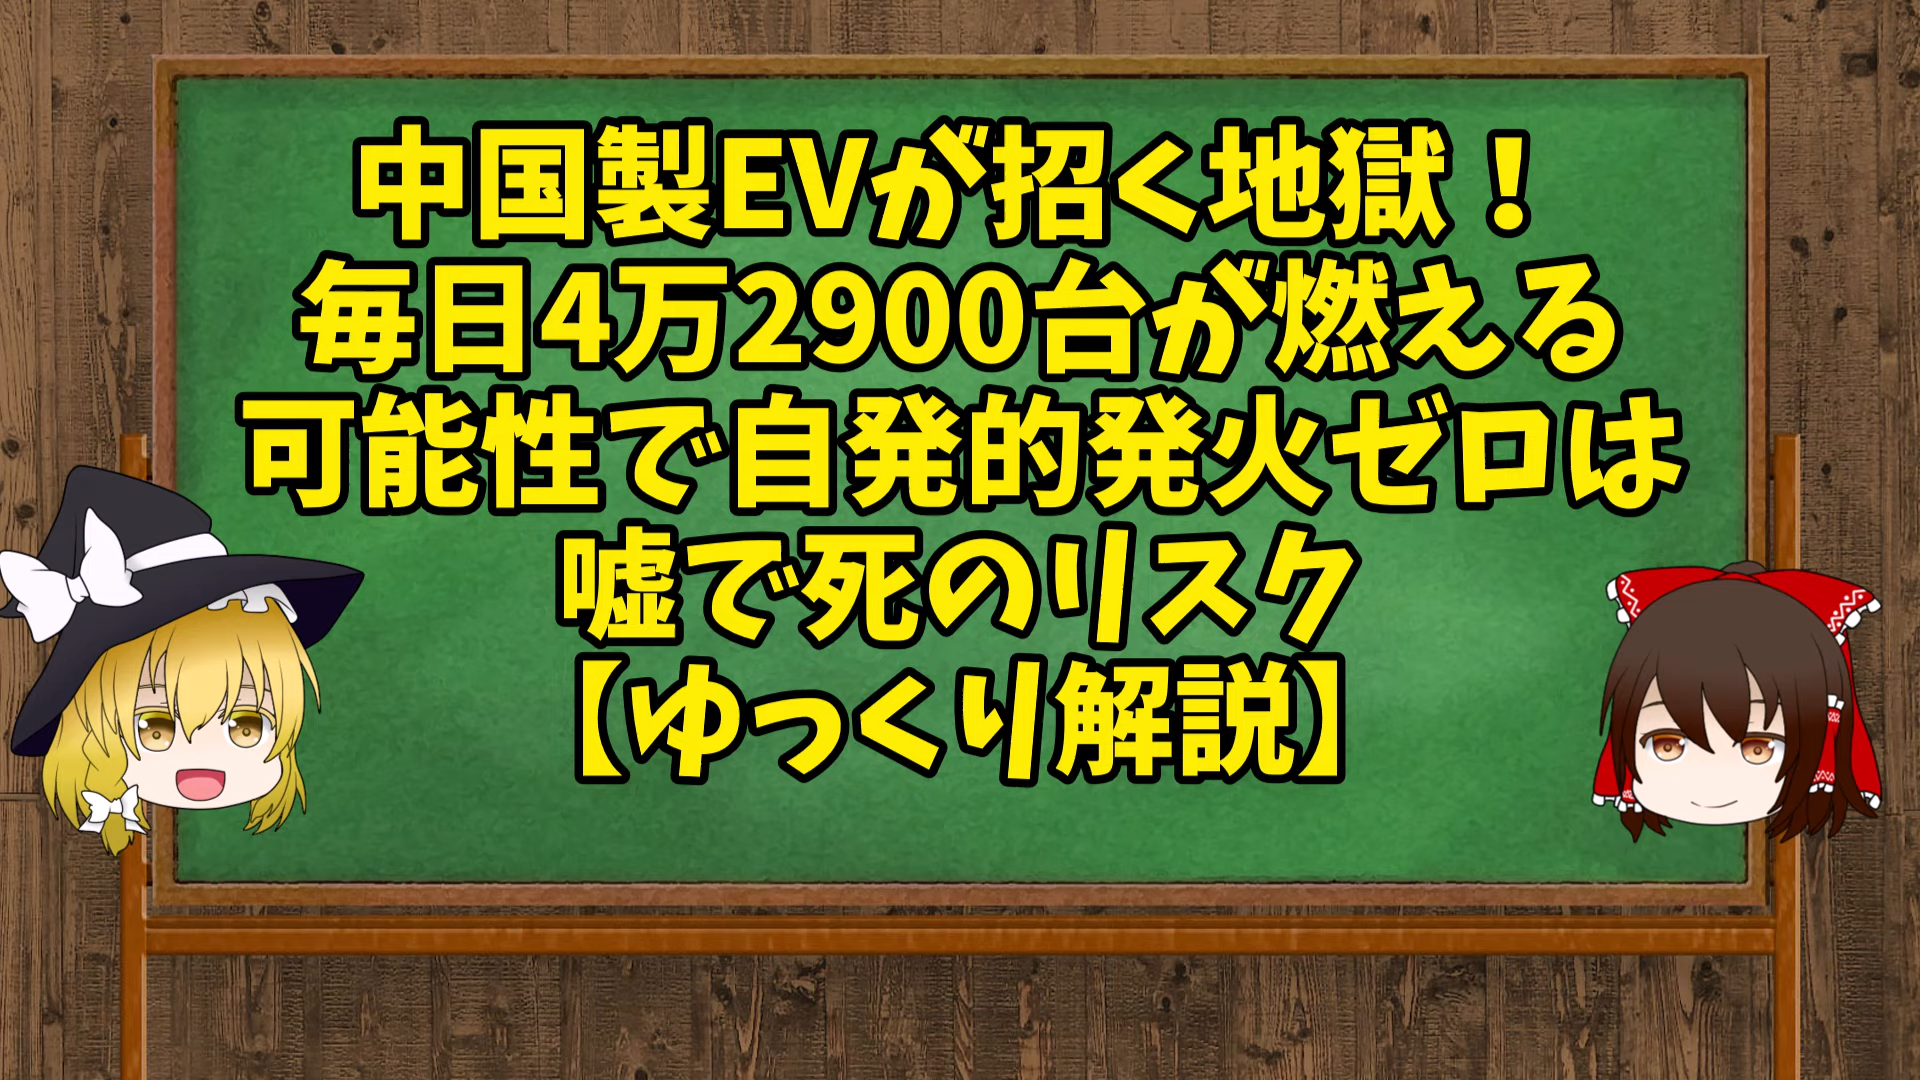 中国製EVが招く地獄！
毎日4万2900台が燃える
可能性で自発的発火ゼロは
嘘で死のリスク
【ゆっくり解説】